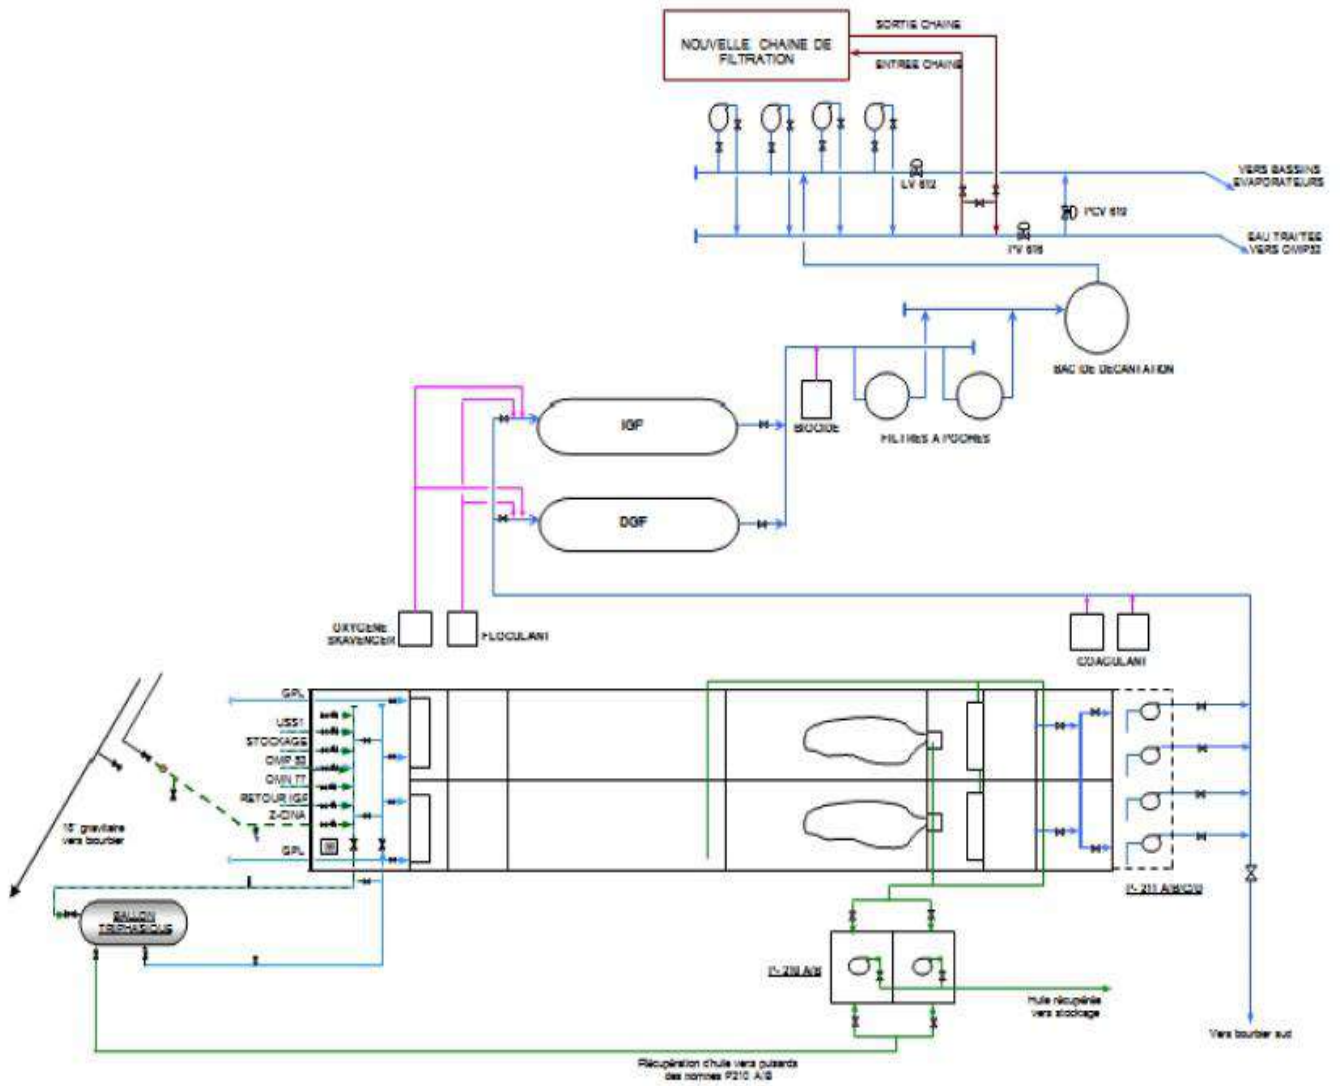 SORTIE CHAINE
NOUVELLE CHAINE DE
FILTRATION
ENTREE CHAINE
VERS BASSINS
EVAPORATEURS
LV 612
PCV 619
EAU TRAITEE
VERS OMP53
PV 616
BAC DE DECANTATION
IGF
BIOCIDE
FILTRES A POCHES
DGF
OXYGENE
SKAVENGER
FLOCULANT
COAGULANT
GPL
USS1
STOCKAGE
OMP 53
OMN 77
RETOUR IGF
Z-CINA
GPL
15" gravitaire
vers bourbier
BALLON
TRIPHASIQUE
P- 211 A/B/C/D
P- 210 A/B
Huile récupérée
vers stockage
Vers bourbier sud
Récupération d'huile vers puisards
des pompes P210 A/B